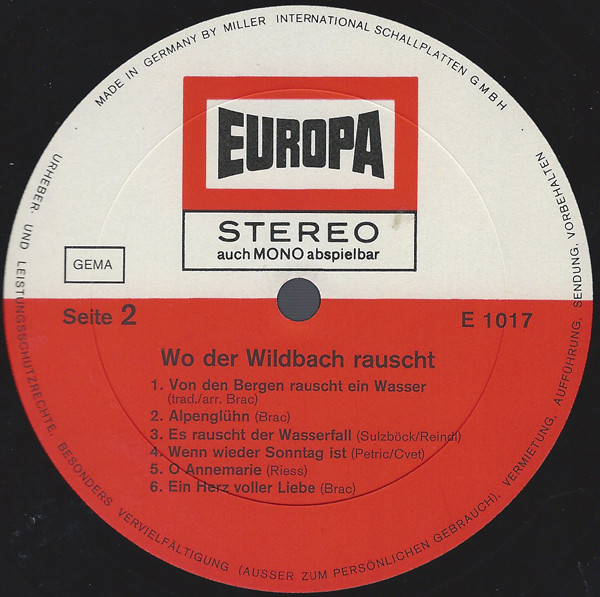 MADE IN GERMANY BY MILLER INTERNATIONAL SCHALLPLATTEN GMBH
EUROPA
STEREO
auch MONO abspielbar
GEMA
Seite 2
E 1017
Wo der Wildbach rauscht
1. Von den Bergen rauscht ein Wasser
(trad./arr. Brac)
2. Alpenglühn (Brac)
3. Es rauscht der Wasserfall (Sulzböck/Reindl)
4. Wenn wieder Sonntag ist (Petric/Cvet)
5. O Annemarie (Riess)
6. Ein Herz voller Liebe (Brac)
URHEBER- UND LEISTUNGSSCHUTZRECHTE, BESONDERS VERVIELFÄLTIGUNG (AUSSER ZUM PERSÖNLICHEN GEBRAUCH), VERMIETUNG, AUFFÜHRUNG, SENDUNG, VORBEHALTEN